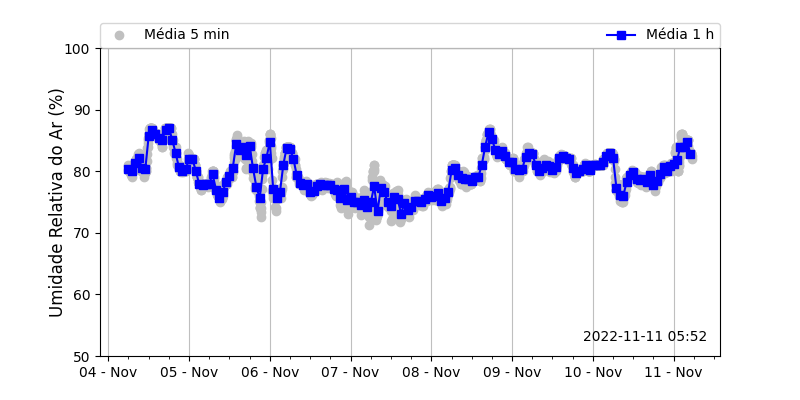 Média 5 min
Média 1 h
Umidade Relativa do Ar (%)
100
90
80
70
60
50
2022-11-11 05:52
04 - Nov
05 - Nov
06 - Nov
07 - Nov
08 - Nov
09 - Nov
10 - Nov
11 - Nov